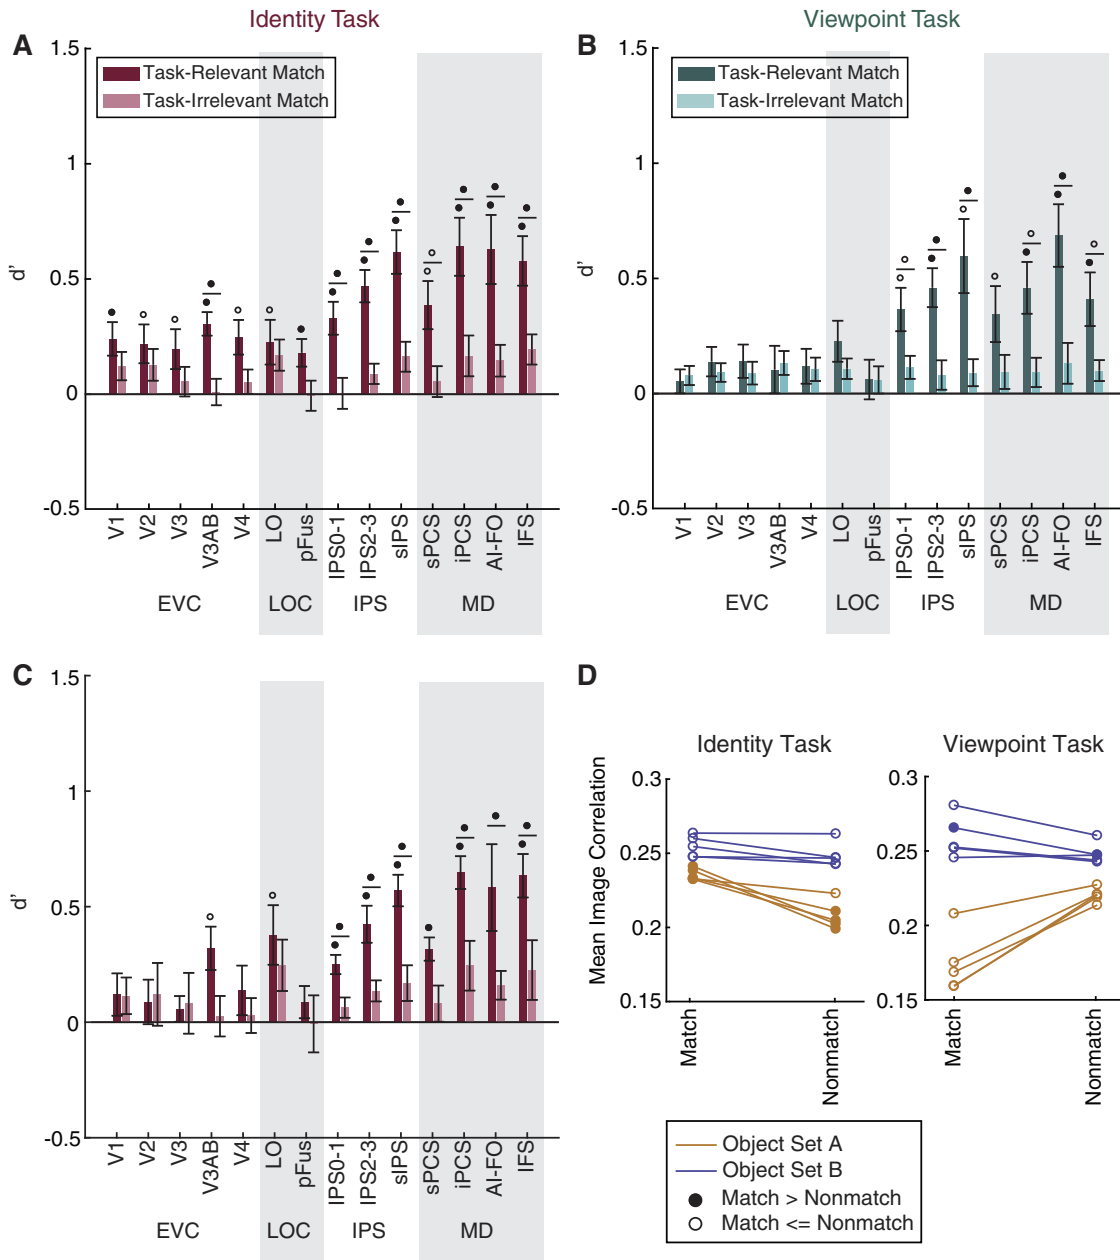 Identity Task
Viewpoint Task
A
1.5
1
0.5
0
-0.5
d'
Task-Relevant Match
Task-Irrelevant Match
V1
V2
V3
V3AB
V4
LO
pFus
IPS0-1
IPS2-3
sIPS
sPCS
iPCS
AI-FO
IFS
EVC
LOC
IPS
MD
B
1.5
1
0.5
0
-0.5
d'
Task-Relevant Match
Task-Irrelevant Match
V1
V2
V3
V3AB
V4
LO
pFus
IPS0-1
IPS2-3
sIPS
sPCS
iPCS
AI-FO
IFS
EVC
LOC
IPS
MD
C
1.5
1
0.5
0
-0.5
d'
V1
V2
V3
V3AB
V4
LO
pFus
IPS0-1
IPS2-3
sIPS
sPCS
iPCS
AI-FO
IFS
EVC
LOC
IPS
MD
D
Identity Task
Mean Image Correlation
0.3
0.25
0.2
0.15
Match
Nonmatch
Viewpoint Task
0.3
0.25
0.2
0.15
Match
Nonmatch
Object Set A
Object Set B
Match > Nonmatch
Match <= Nonmatch